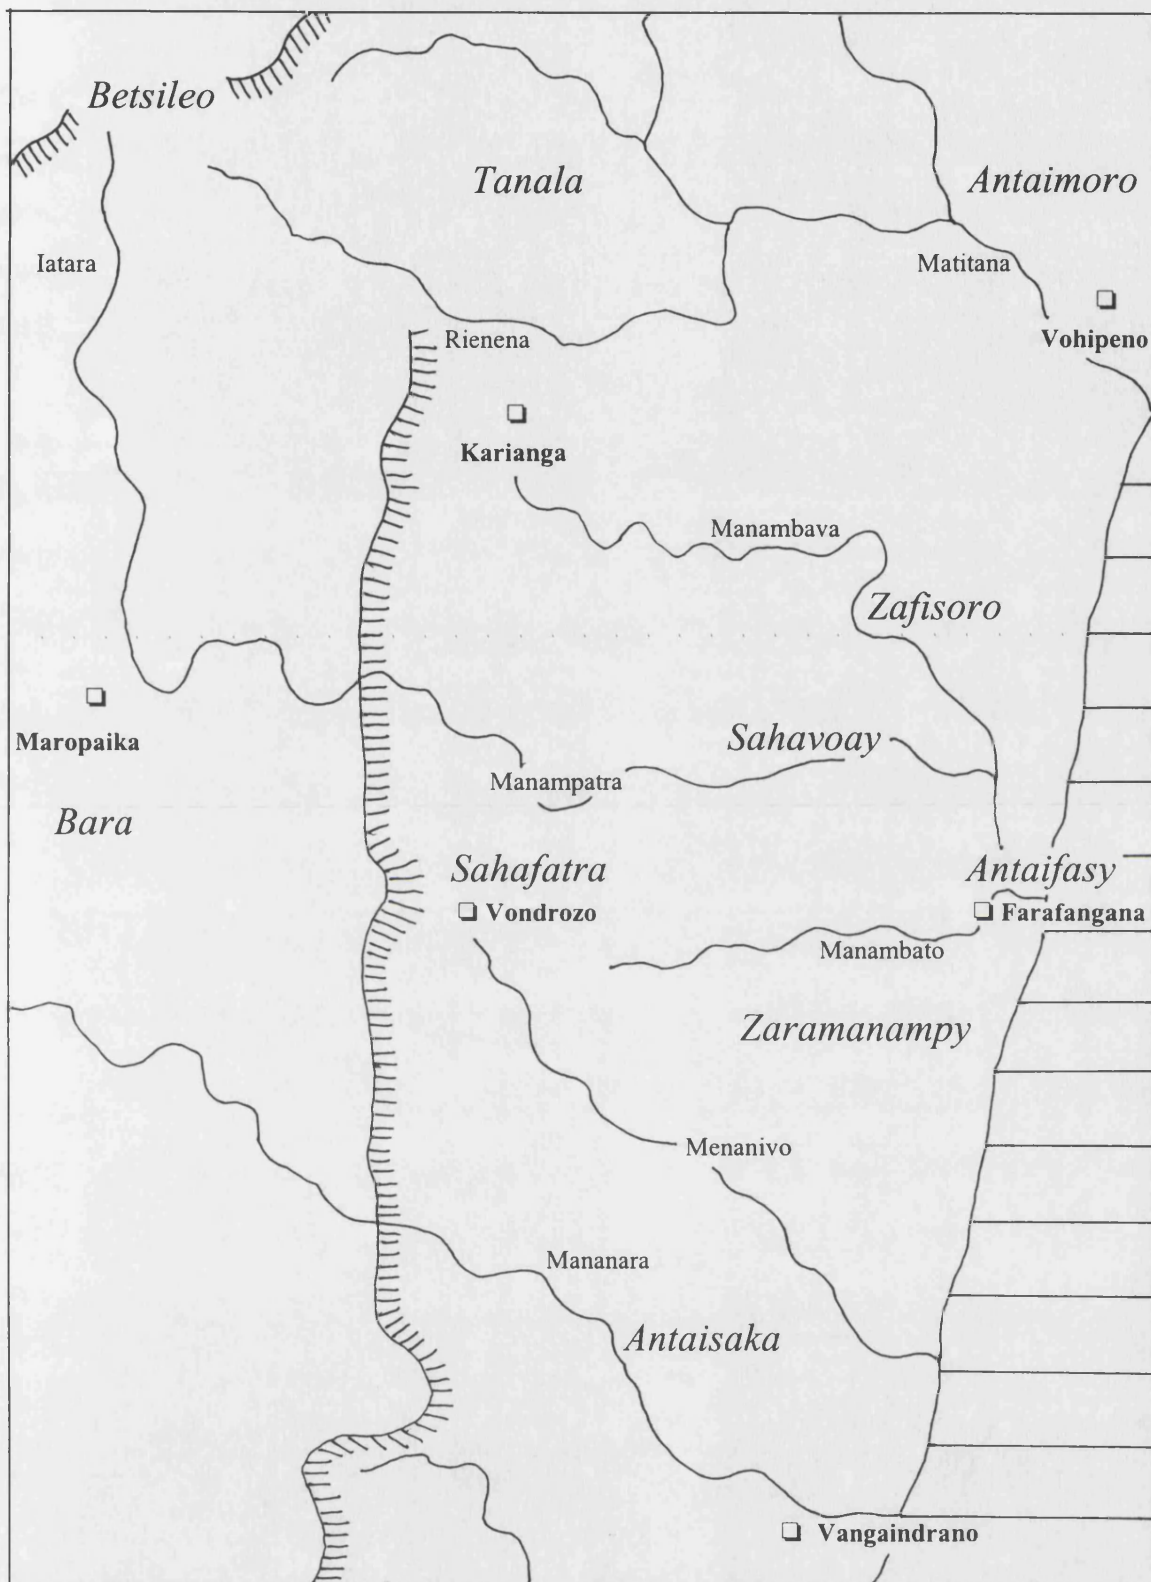 Betsileo
Tanala
Antaimoro
Iatara
Matitana
Rienena
Vohipeno
Karianga
Manambava
Zafisoro
Maropaika
Sahavoay
Manampatra
Bara
Sahafatra
Antaifasy
Vondrozo
Farafangana
Manambato
Zaramanampy
Menanivo
Mananara
Antaisaka
Vangaindrano